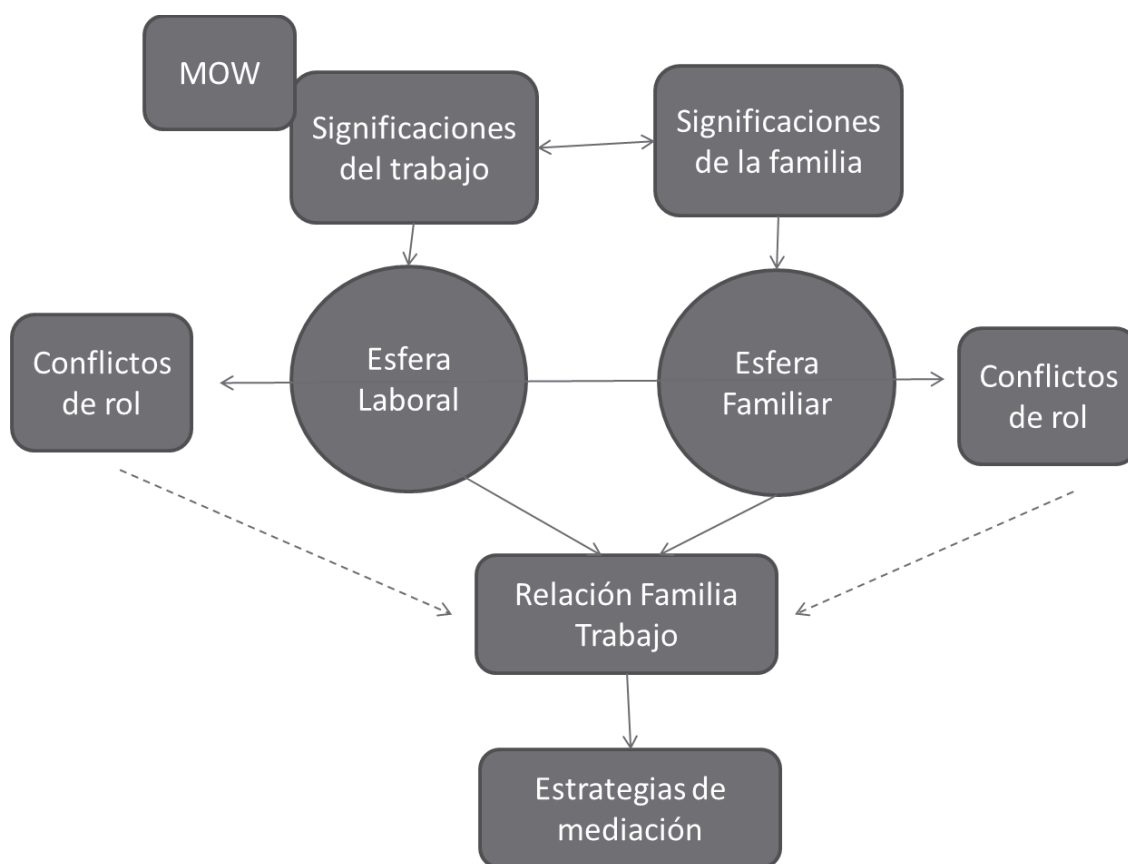 MOW
Significaciones
del trabajo
Significaciones
de la familia
Conflictos
de rol
Esfera
Laboral
Esfera
Familiar
Conflictos
de rol
Relación Familia
Trabajo
Estrategias de
mediación